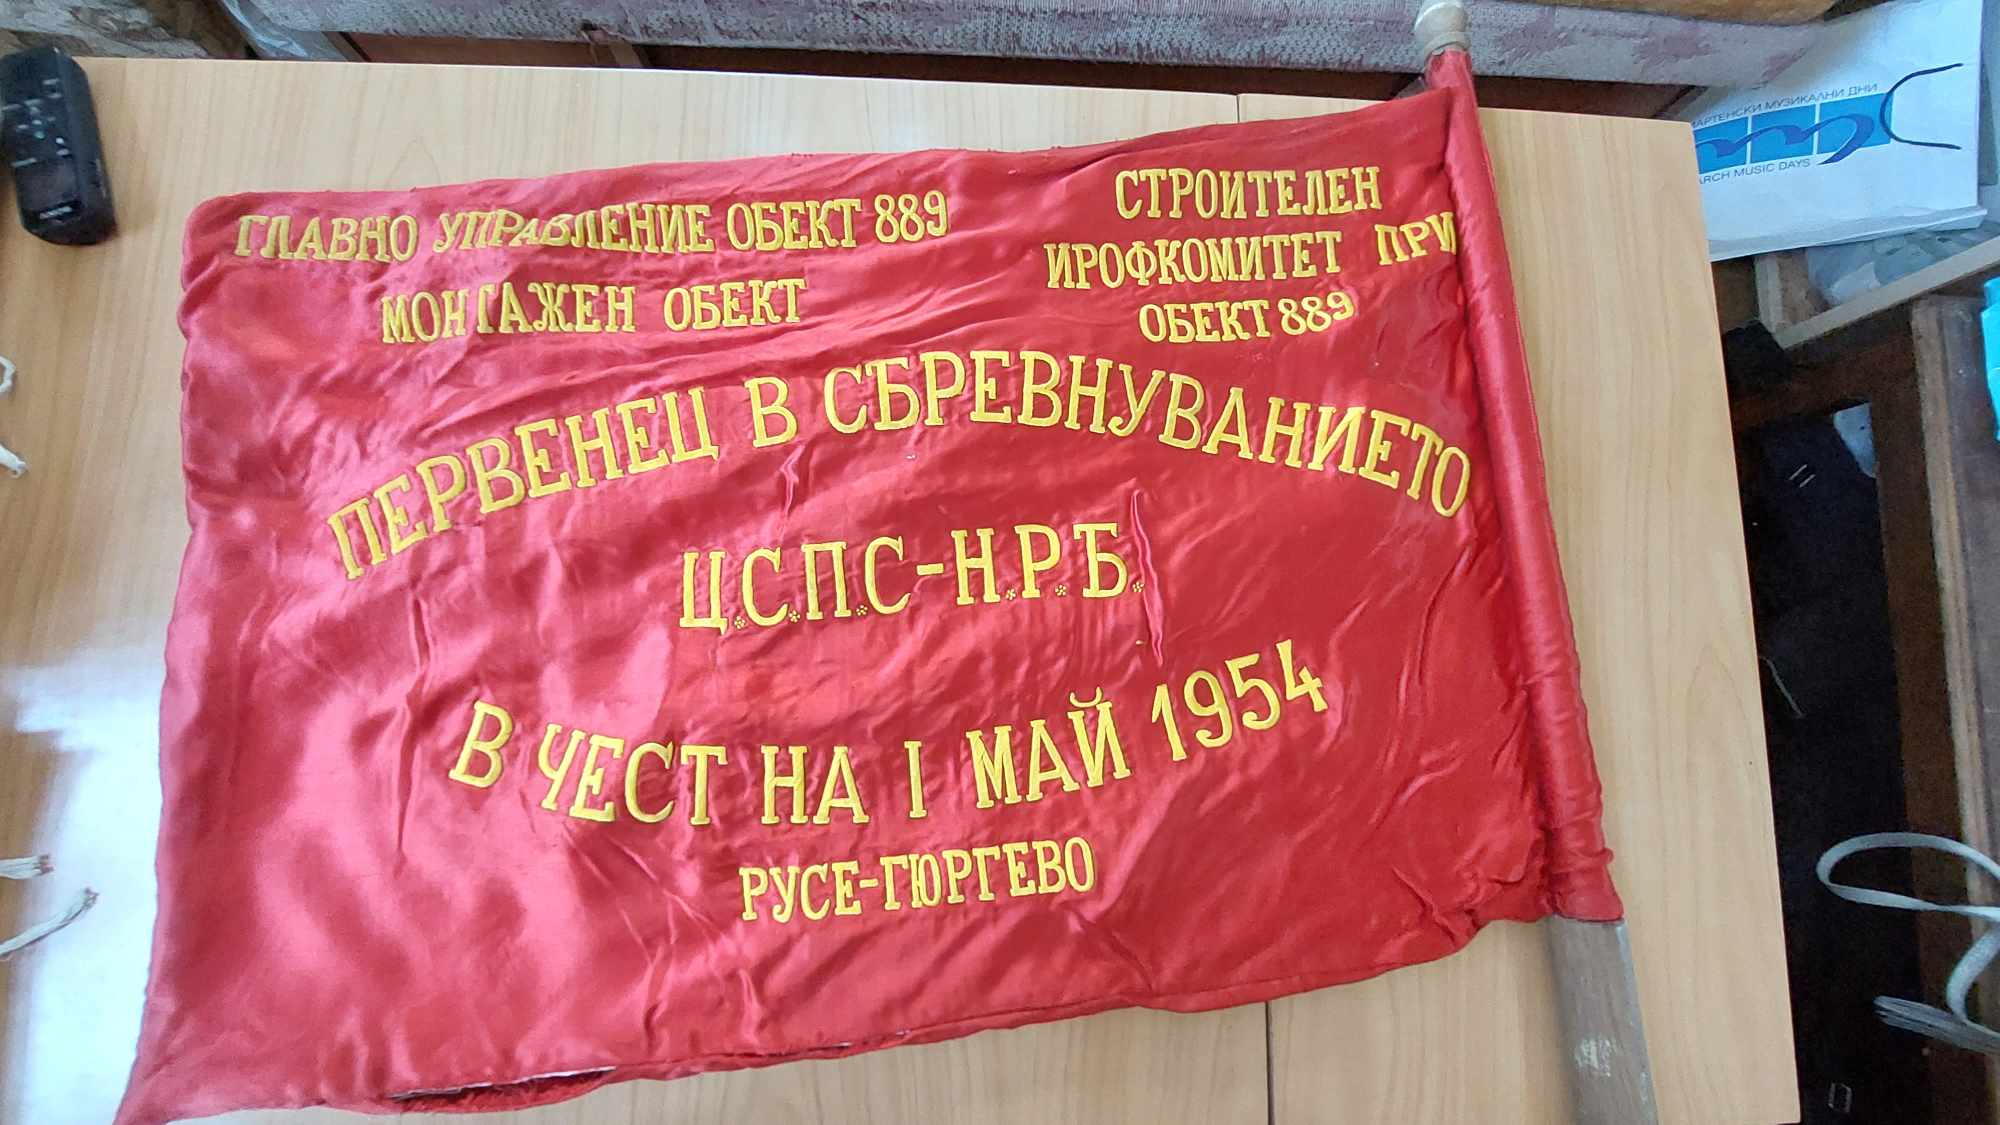 ГЛАВНО УПРАВЛЕНИЕ ОБЕКТ 889
МОНТАЖЕН ОБЕКТ
СТРОИТЕЛЕН
ИРОФКОМИТЕТ ПРИ
ОБЕКТ 889
ПЕРВЕНЕЦ В СЪРЕВНУВАНИЕТО
Ц.С.П.С-Н.Р.Б.
В ЧЕСТ НА I МАЙ 1954
РУСЕ-ГЮРГЕВО
МАРТЕНСКИ МУЗИКАЛНИ ДНИ
ARCH MUSIC DAYS